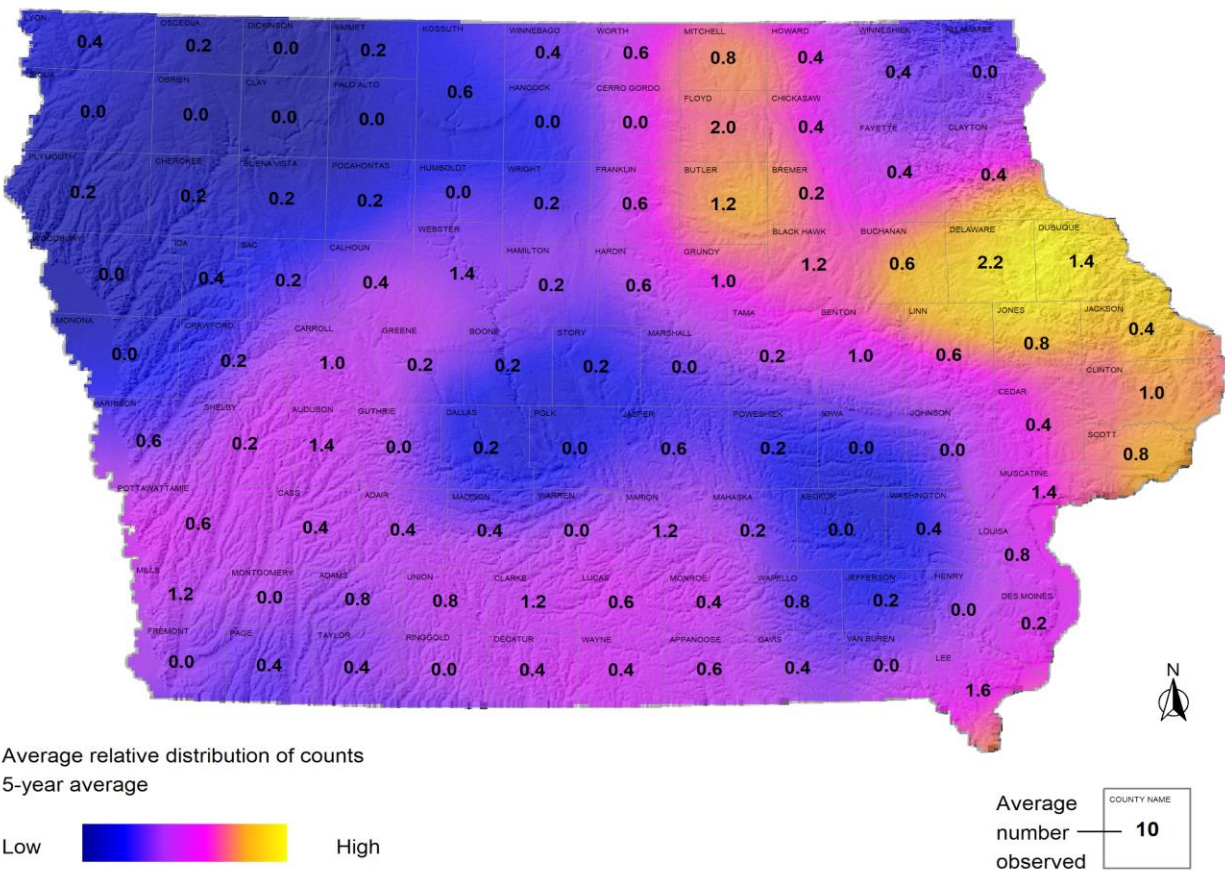 LYON OSCEOLA DICKINSON EMMET KOSSUTH WINNEBAGO WORTH MITCHELL HOWARD WINNESHIEK ALLAMAKEE
0.4 0.2 0.0 0.2 0.6 0.4 0.6 0.8 0.4 0.4 0.0
SIOUX OBRIEN CLAY PALO ALTO HANCOCK CERRO GORDO FLOYD CHICKASAW
0.0 0.0 0.0 0.0 0.0 0.0 2.0 0.4
FAYETTE CLAYTON
0.4 0.4
PLYMOUTH CHEROKEE BUENA VISTA POCAHONTAS HUMBOLDT WRIGHT FRANKLIN BUTLER BREMER
0.2 0.2 0.2 0.2 0.0 0.2 0.6 1.2 0.2
WOODBURY IDA SAC CALHOUN WEBSTER HAMILTON HARDIN GRUNDY BLACK HAWK BUCHANAN DELAWARE DUBUQUE
0.0 0.4 0.2 0.4 1.4 0.2 0.6 1.0 1.2 0.6 2.2 1.4
MONONA CRAWFORD CARROLL GREENE BOONE STORY MARSHALL TAMA BENTON LINN JONES JACKSON
0.0 0.2 1.0 0.2 0.2 0.2 0.0 0.2 1.0 0.6 0.8 0.4
CLINTON
1.0
HARRISON SHELBY AUDUBON GUTHRIE DALLAS POLK JASPER POWESHIEK IOWA JOHNSON CEDAR SCOTT
0.6 0.2 1.4 0.0 0.2 0.0 0.6 0.2 0.0 0.0 0.4 0.8
POTTAWATTAMIE CASS ADAIR MADISON WARREN MARION MAHASKA KEOKUK WASHINGTON MUSCATINE
0.6 0.4 0.4 0.4 0.0 1.2 0.2 0.0 0.4 1.4
LOUISA
0.8
MILLS MONTGOMERY ADAMS UNION CLARKE LUCAS MONROE WAPELLO JEFFERSON HENRY DES MOINES
1.2 0.0 0.8 0.8 1.2 0.6 0.4 0.8 0.2 0.0 0.2
FREMONT PAGE TAYLOR RINGGOLD DECATUR WAYNE APPANOOSE DAVIS VAN BUREN LEE
0.0 0.4 0.4 0.0 0.4 0.4 0.6 0.4 0.0 1.6
N
Average relative distribution of counts
5-year average
Low High
Average
number
observed
COUNTY NAME
10